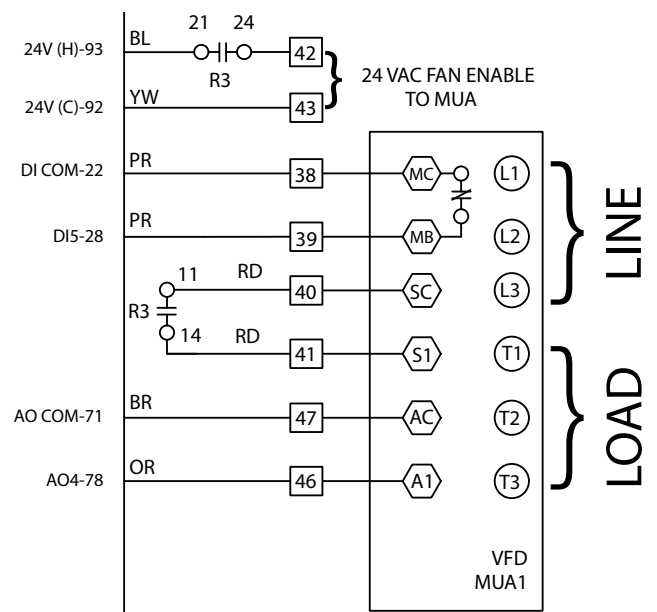 21 24
24V (H)-93 BL 42
R3
24 VAC FAN ENABLE
TO MUA
24V (C)-92 YW 43
DI COM-22 PR 38 MC L1
DI5-28 PR 39 MB L2
LINE
11 RD 40 SC L3
R3
14 RD 41 S1 T1
AO COM-71 BR 47 AC T2
LOAD
AO4-78 OR 46 A1 T3
VFD
MUA1